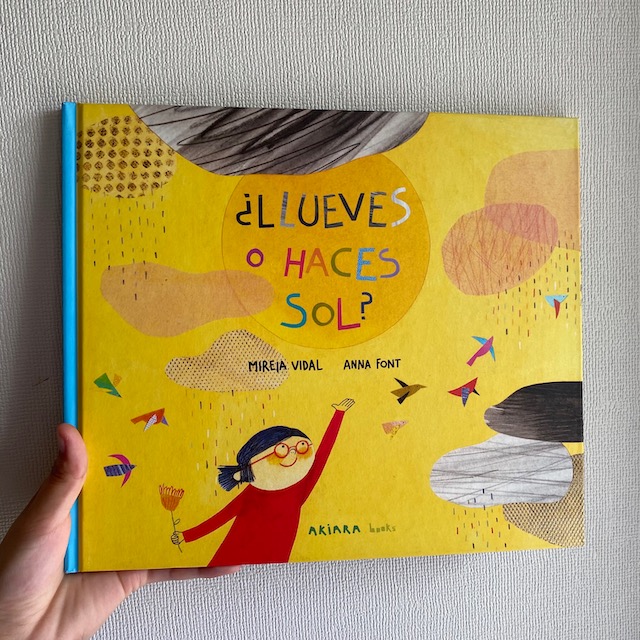 ¿LLUEVES
O HACES
SOL?
MIREIA VIDAL ANNA FONT
AKIARA books